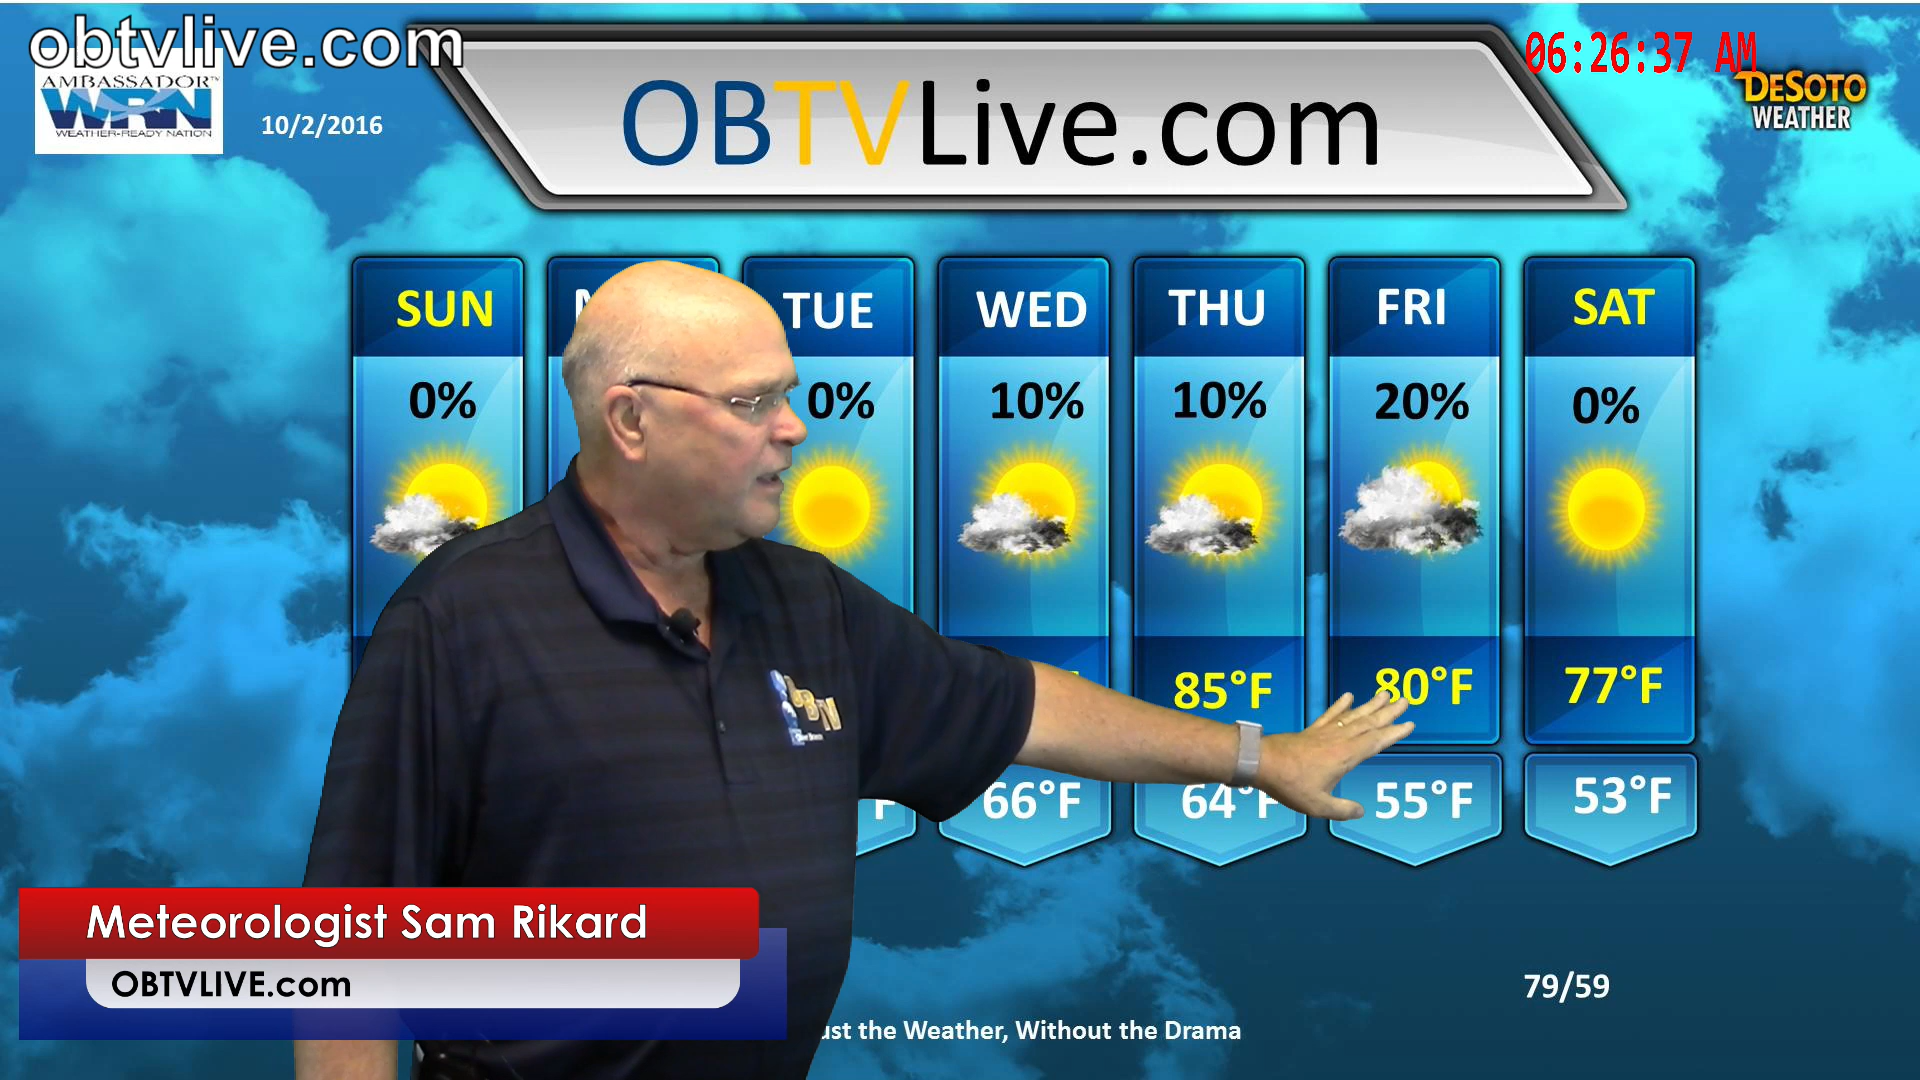 obtvlive.com
06:26:37 AM
AMBASSADOR™
WRN
WEATHER-READY NATION
10/2/2016
OBTVLive.com
DESOTO
WEATHER
SUN TUE WED THU FRI SAT
0% 0% 10% 10% 20% 0%
85°F 80°F 77°F
66°F 64°F 55°F 53°F
Meteorologist Sam Rikard
OBTVLIVE.com
79/59
the Weather, Without the Drama